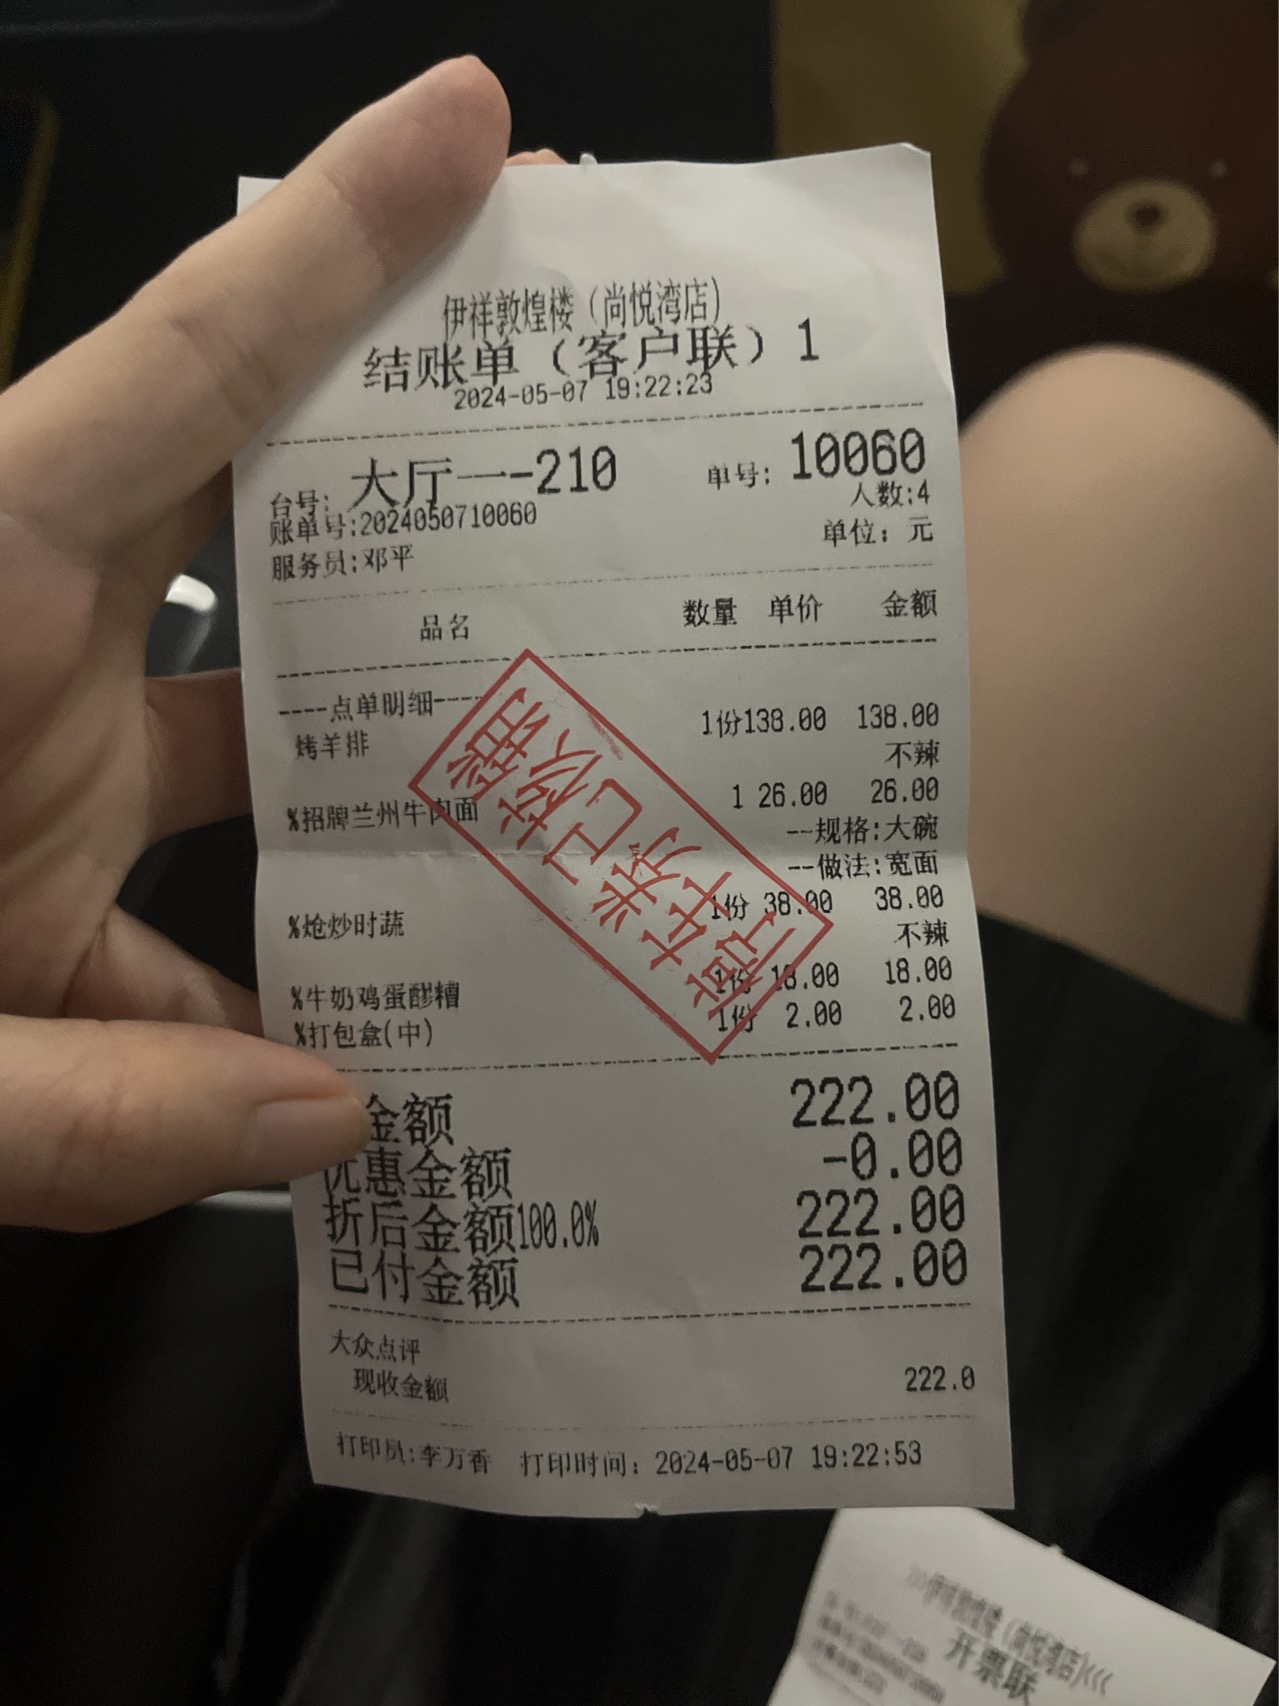 伊祥敦煌楼（尚悦湾店）
结账单（客户联）1
2024-05-07 19:22:23
台号: 大厅一-210 单号: 10060
账单号:2024050710060 人数:4
服务员:邓平 单位: 元
品名 数量 单价 金额
----点单明细----
烤羊排 1份138.00 138.00
不辣
%招牌兰州牛肉面 1 26.00 26.00
--规格:大碗
--做法:宽面
%炝炒时蔬 1份 38.00 38.00
不辣
%牛奶鸡蛋醪糟 1份 18.00 18.00
%打包盒(中) 1份 2.00 2.00
停车券已核销
金额 222.00
优惠金额 -0.00
折后金额100.0% 222.00
已付金额 222.00
大众点评
现收金额 222.0
打印员:李万香 打印时间: 2024-05-07 19:22:53
伊祥敦煌楼（尚悦湾店)<<<
开票联